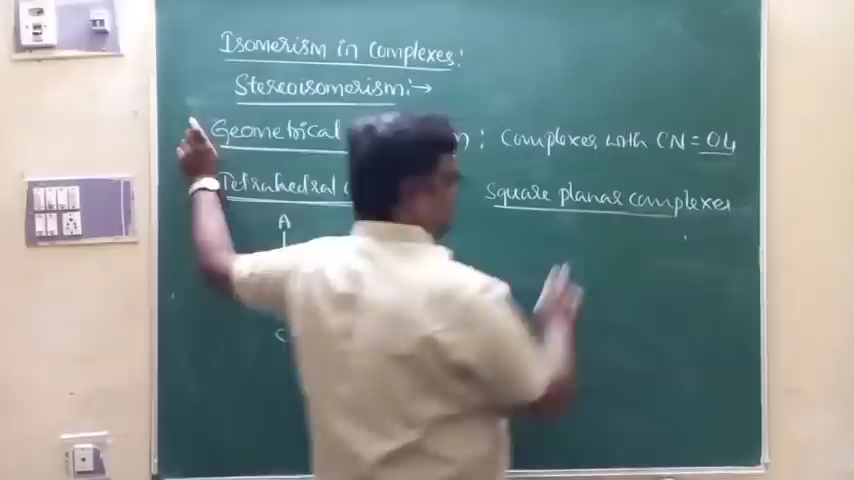 Isomerism in complexes:
Stereoisomerism:→
Geometrical : Complexes with CN = 04
Tetrahedral Square planar complexes
A
C